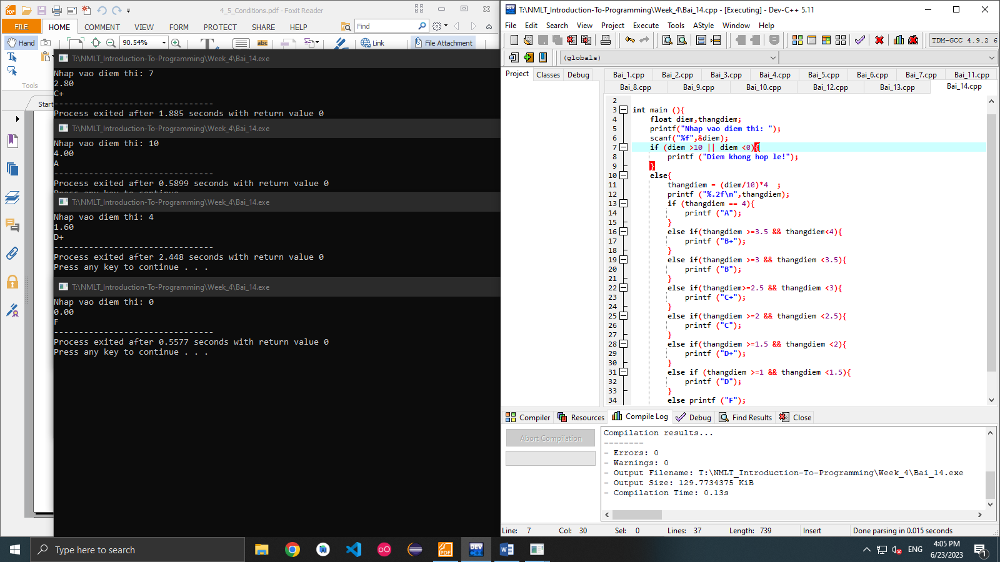 4_5_Conditions.pdf - Foxit Reader
FILE HOME COMMENT VIEW FORM PROTECT SHARE HELP Find
Hand 90.54% Link File Attachment
Tools
Start
T:\NMLT_Introduction-To-Programming\Week_4\Bai_14.exe
Nhap vao diem thi: 7
2.80
C+
--------------------------------
Process exited after 1.885 seconds with return value 0
T:\NMLT_Introduction-To-Programming\Week_4\Bai_14.exe
Nhap vao diem thi: 10
4.00
A
--------------------------------
Process exited after 0.5899 seconds with return value 0
T:\NMLT_Introduction-To-Programming\Week_4\Bai_14.exe
Nhap vao diem thi: 4
1.60
D+
--------------------------------
Process exited after 2.448 seconds with return value 0
Press any key to continue . . .
T:\NMLT_Introduction-To-Programming\Week_4\Bai_14.exe
Nhap vao diem thi: 0
0.00
F
--------------------------------
Process exited after 0.5577 seconds with return value 0
Press any key to continue . . .
T:\NMLT_Introduction-To-Programming\Week_4\Bai_14.cpp - [Executing] - Dev-C++ 5.11
File Edit Search View Project Execute Tools AStyle Window Help
TDM-GCC 4.9.2 6
(globals)
Project Classes Debug
Bai_1.cpp Bai_2.cpp Bai_3.cpp Bai_4.cpp Bai_5.cpp Bai_6.cpp Bai_7.cpp Bai_11.cpp
Bai_8.cpp Bai_9.cpp Bai_10.cpp Bai_12.cpp Bai_13.cpp Bai_14.cpp
2
3 int main (){
4 float diem,thangdiem;
5 printf("Nhap vao diem thi: ");
6 scanf("%f",&diem);
7 if (diem >10 || diem <0){
8 printf ("Diem khong hop le!");
9 }
10 else{
11 thangdiem = (diem/10)*4 ;
12 printf ("%.2f\n",thangdiem);
13 if (thangdiem == 4){
14 printf ("A");
15 }
16 else if(thangdiem >=3.5 && thangdiem<4){
17 printf ("B+");
18 }
19 else if(thangdiem >=3 && thangdiem <3.5){
20 printf ("B");
21 }
22 else if(thangdiem>=2.5 && thangdiem <3){
23 printf ("C+");
24 }
25 else if(thangdiem >=2 && thangdiem <2.5){
26 printf ("C");
27 }
28 else if(thangdiem >=1.5 && thangdiem <2){
29 printf ("D+");
30 }
31 else if (thangdiem >=1 && thangdiem <1.5){
32 printf ("D");
33 }
34 else printf ("F");
Compiler Resources Compile Log Debug Find Results Close
Abort Compilation
Compilation results...
--------
- Errors: 0
- Warnings: 0
- Output Filename: T:\NMLT_Introduction-To-Programming\Week_4\Bai_14.exe
- Output Size: 129.7734375 KiB
- Compilation Time: 0.13s
Line: 7 Col: 30 Sel: 0 Lines: 37 Length: 739 Insert Done parsing in 0.015 seconds
Type here to search
ENG
4:05 PM
6/23/2023
1